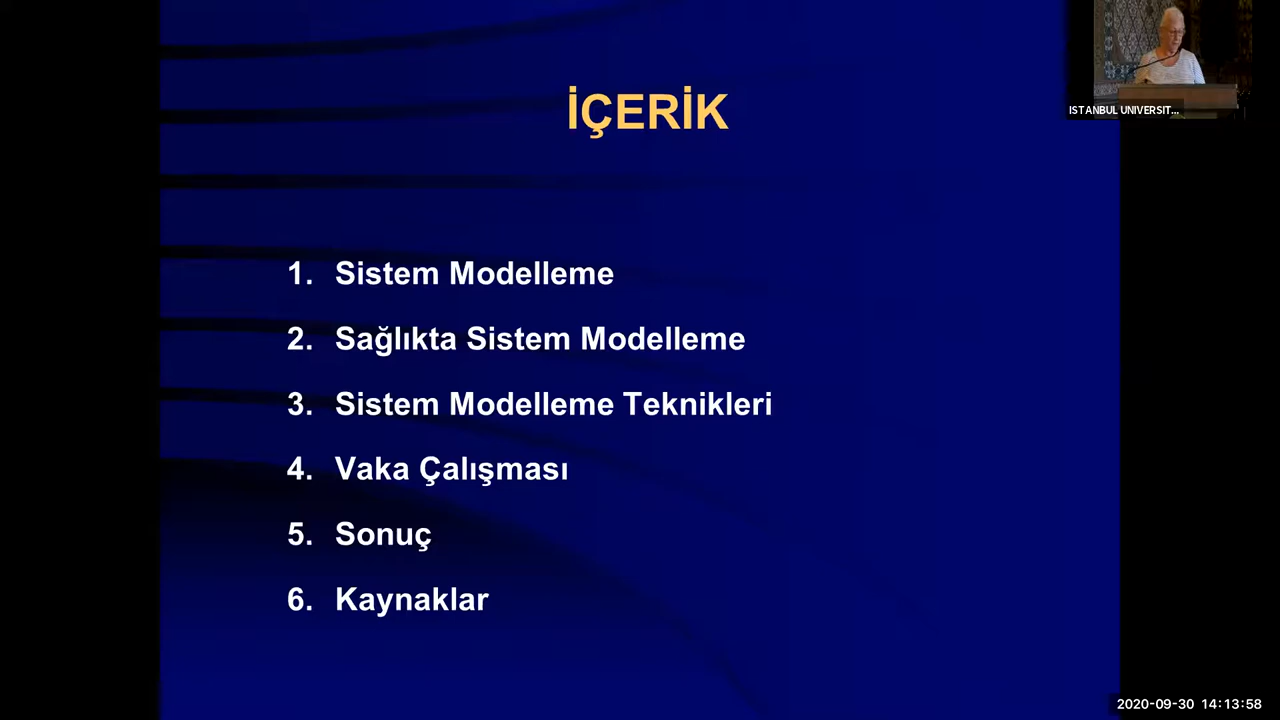 İÇERİK
ISTANBUL UNIVERSIT...
1. Sistem Modelleme
2. Sağlıkta Sistem Modelleme
3. Sistem Modelleme Teknikleri
4. Vaka Çalışması
5. Sonuç
6. Kaynaklar
2020-09-30 14:13:58